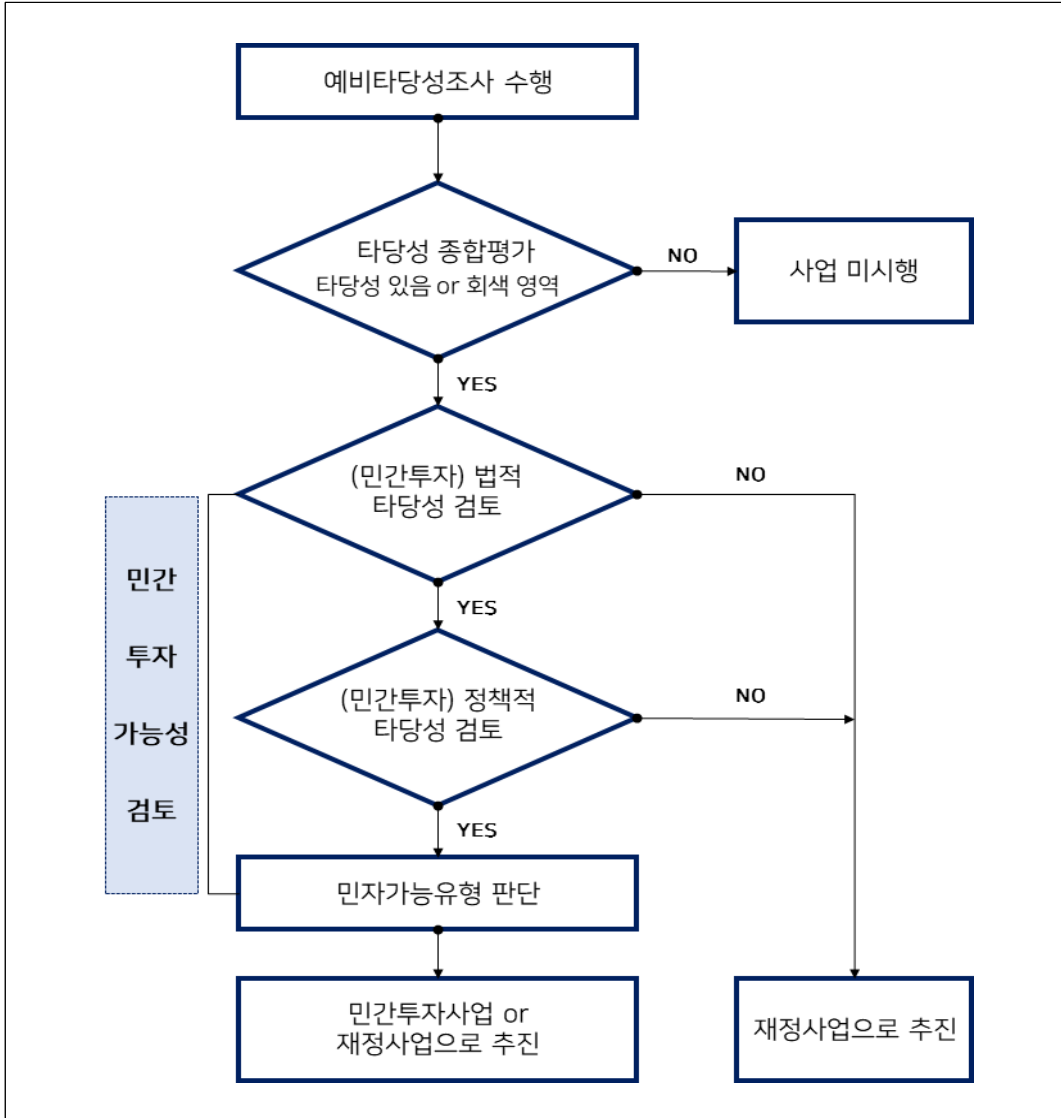 예비타당성조사 수행
타당성 종합평가
타당성 있음 or 회색 영역
NO
사업 미시행
YES
(민간투자) 법적
타당성 검토
NO
YES
민간
투자
가능성
검토
(민간투자) 정책적
타당성 검토
NO
YES
민자가능유형 판단
민간투자사업 or
재정사업으로 추진
재정사업으로 추진